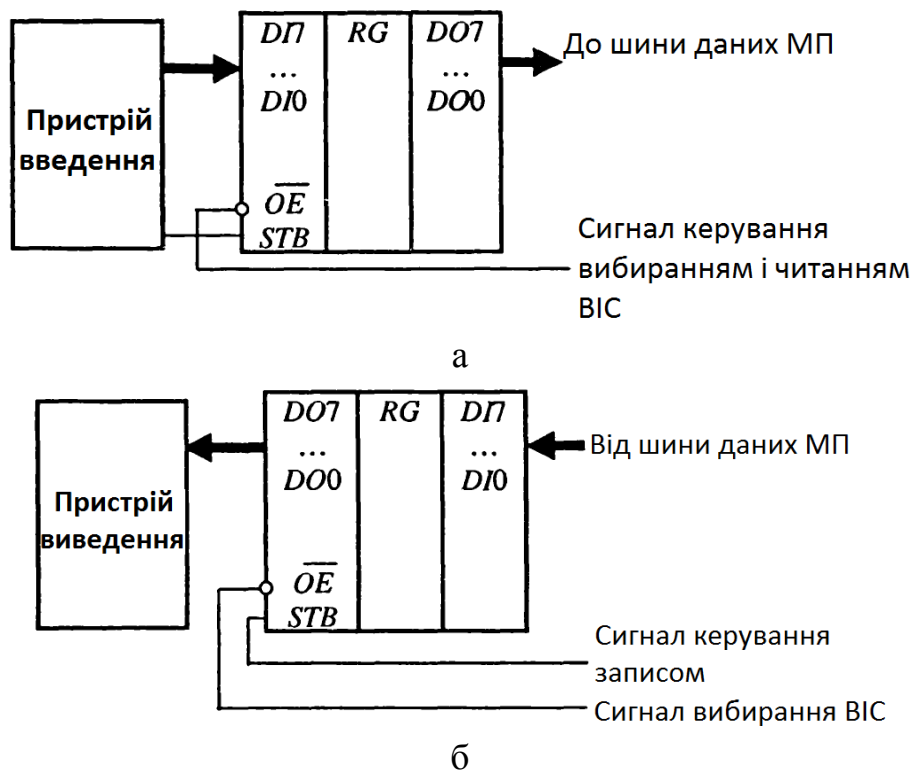 DI7 RG DO7
До шини даних МП
...
...
DI0 DO0
Пристрій
введення
OE
STB
Сигнал керування
вибиранням і читанням
ВІС
а
DO7 RG DI7
...
...
Від шини даних МП
DO0 DI0
Пристрій
виведення
OE
STB
Сигнал керування
записом
Сигнал вибирання ВІС
б